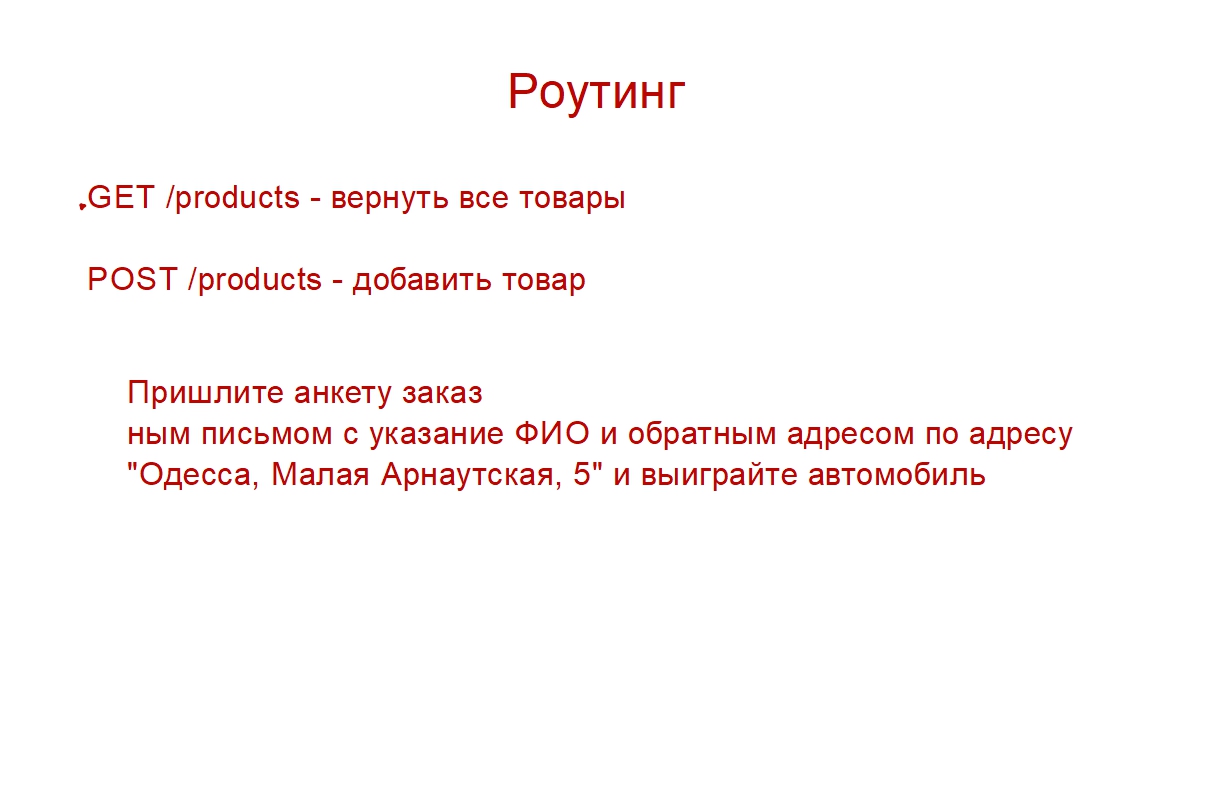 Роутинг
GET /products - вернуть все товары
POST /products - добавить товар
Пришлите анкету заказ
ным письмом с указание ФИО и обратным адресом по адресу
"Одесса, Малая Арнаутская, 5" и выиграйте автомобиль